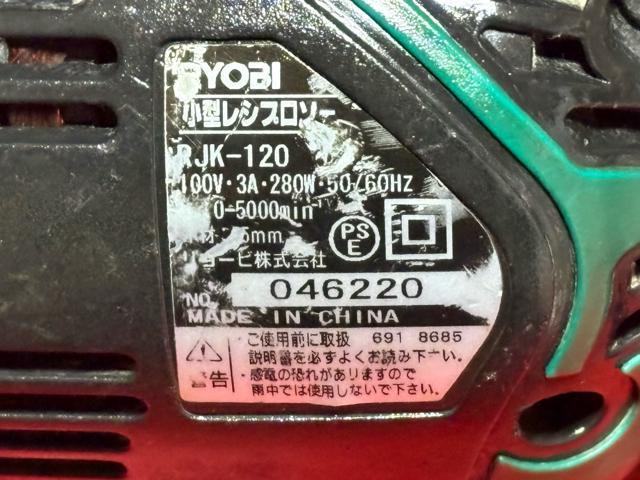 RYOBI
小型レシプロソー
RJK-120
100V･3A･280W･50/60HZ
0-5000min⁻¹
mm
リョービ株式会社
PS
E
NO. 046220
MADE IN CHINA
警告
･ご使用前に取扱 691 8685
説明書を必ずよくお読み下さい。
･感電の恐れがありますので
雨中では使用しないで下さい。